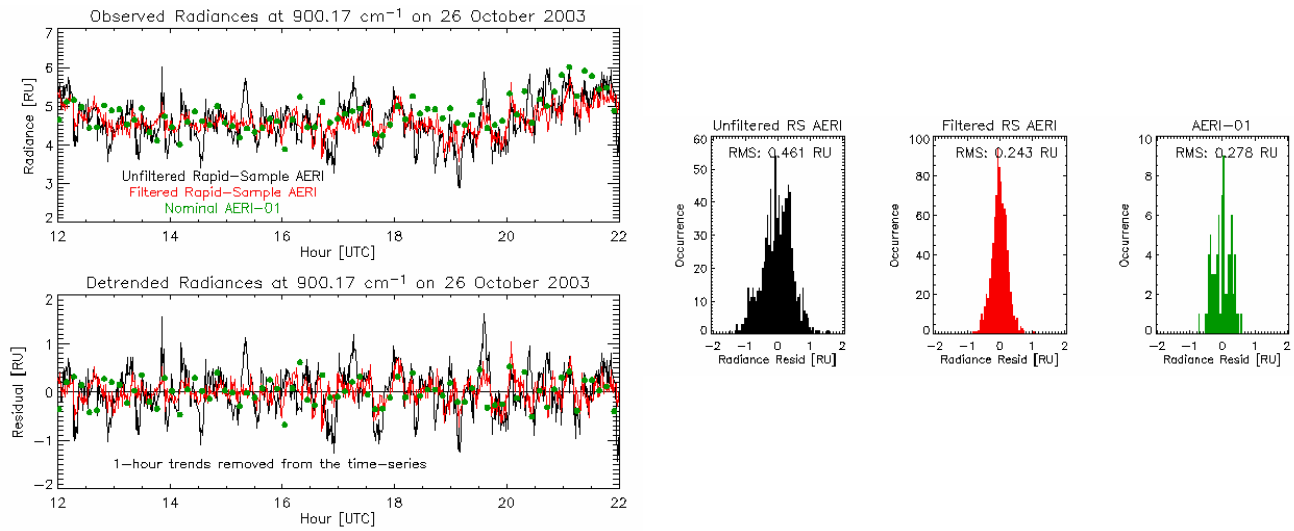 Observed Radiances at 900.17 cm⁻¹ on 26 October 2003
7
6
5
4
3
2
Radiance [RU]
Unfiltered Rapid-Sample AERI
Filtered Rapid-Sample AERI
Nominal AERI-01
12 14 16 18 20 22
Hour [UTC]
Detrended Radiances at 900.17 cm⁻¹ on 26 October 2003
2
1
0
-1
-2
Residual [RU]
1-hour trends removed from the time-series
12 14 16 18 20 22
Hour [UTC]
Unfiltered RS AERI
RMS: 0.461 RU
60
50
40
30
20
10
0
Occurrence
-2 -1 0 1 2
Radiance Resid [RU]
Filtered RS AERI
RMS: 0.243 RU
100
80
60
40
20
0
Occurrence
-2 -1 0 1 2
Radiance Resid [RU]
AERI-01
RMS: 0.278 RU
10
8
6
4
2
0
Occurrence
-2 -1 0 1 2
Radiance Resid [RU]